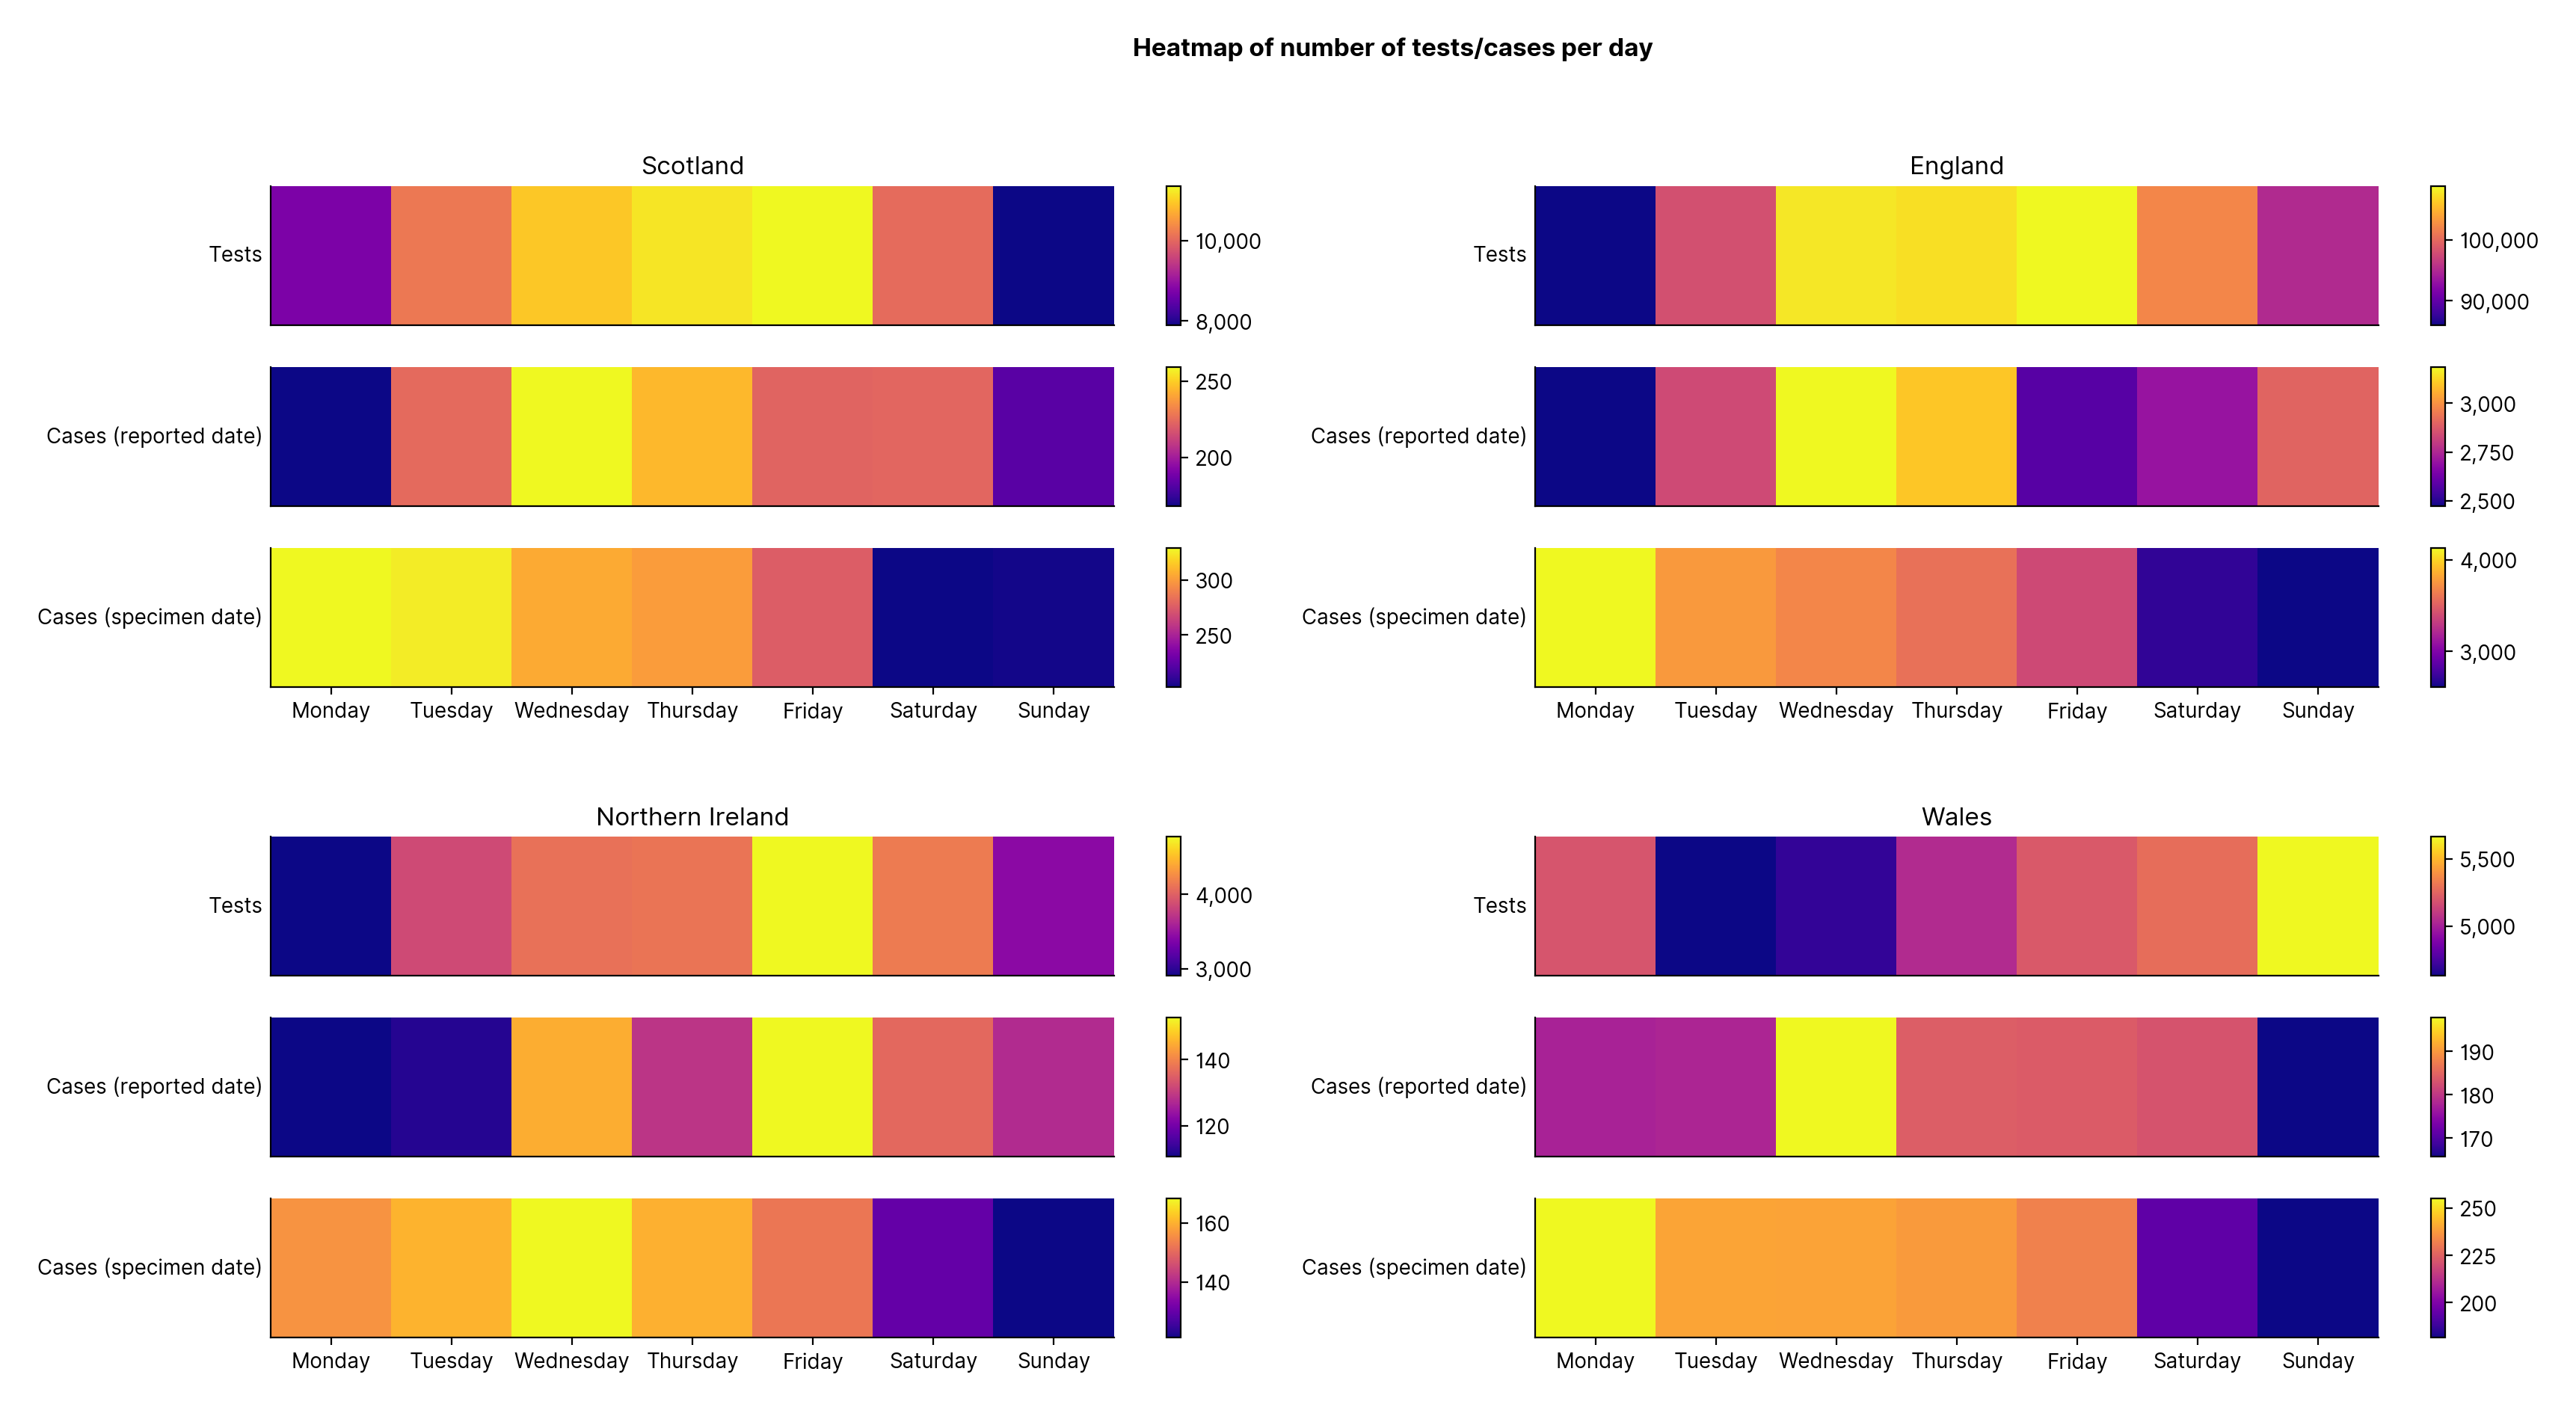 Heatmap of number of tests/cases per day
Scotland
Tests
10,000
8,000
Cases (reported date)
250
200
Cases (specimen date)
300
250
Monday Tuesday Wednesday Thursday Friday Saturday Sunday
England
Tests
100,000
90,000
Cases (reported date)
3,000
2,750
2,500
Cases (specimen date)
4,000
3,000
Monday Tuesday Wednesday Thursday Friday Saturday Sunday
Northern Ireland
Tests
4,000
3,000
Cases (reported date)
140
120
Cases (specimen date)
160
140
Monday Tuesday Wednesday Thursday Friday Saturday Sunday
Wales
Tests
5,500
5,000
Cases (reported date)
190
180
170
Cases (specimen date)
250
225
200
Monday Tuesday Wednesday Thursday Friday Saturday Sunday